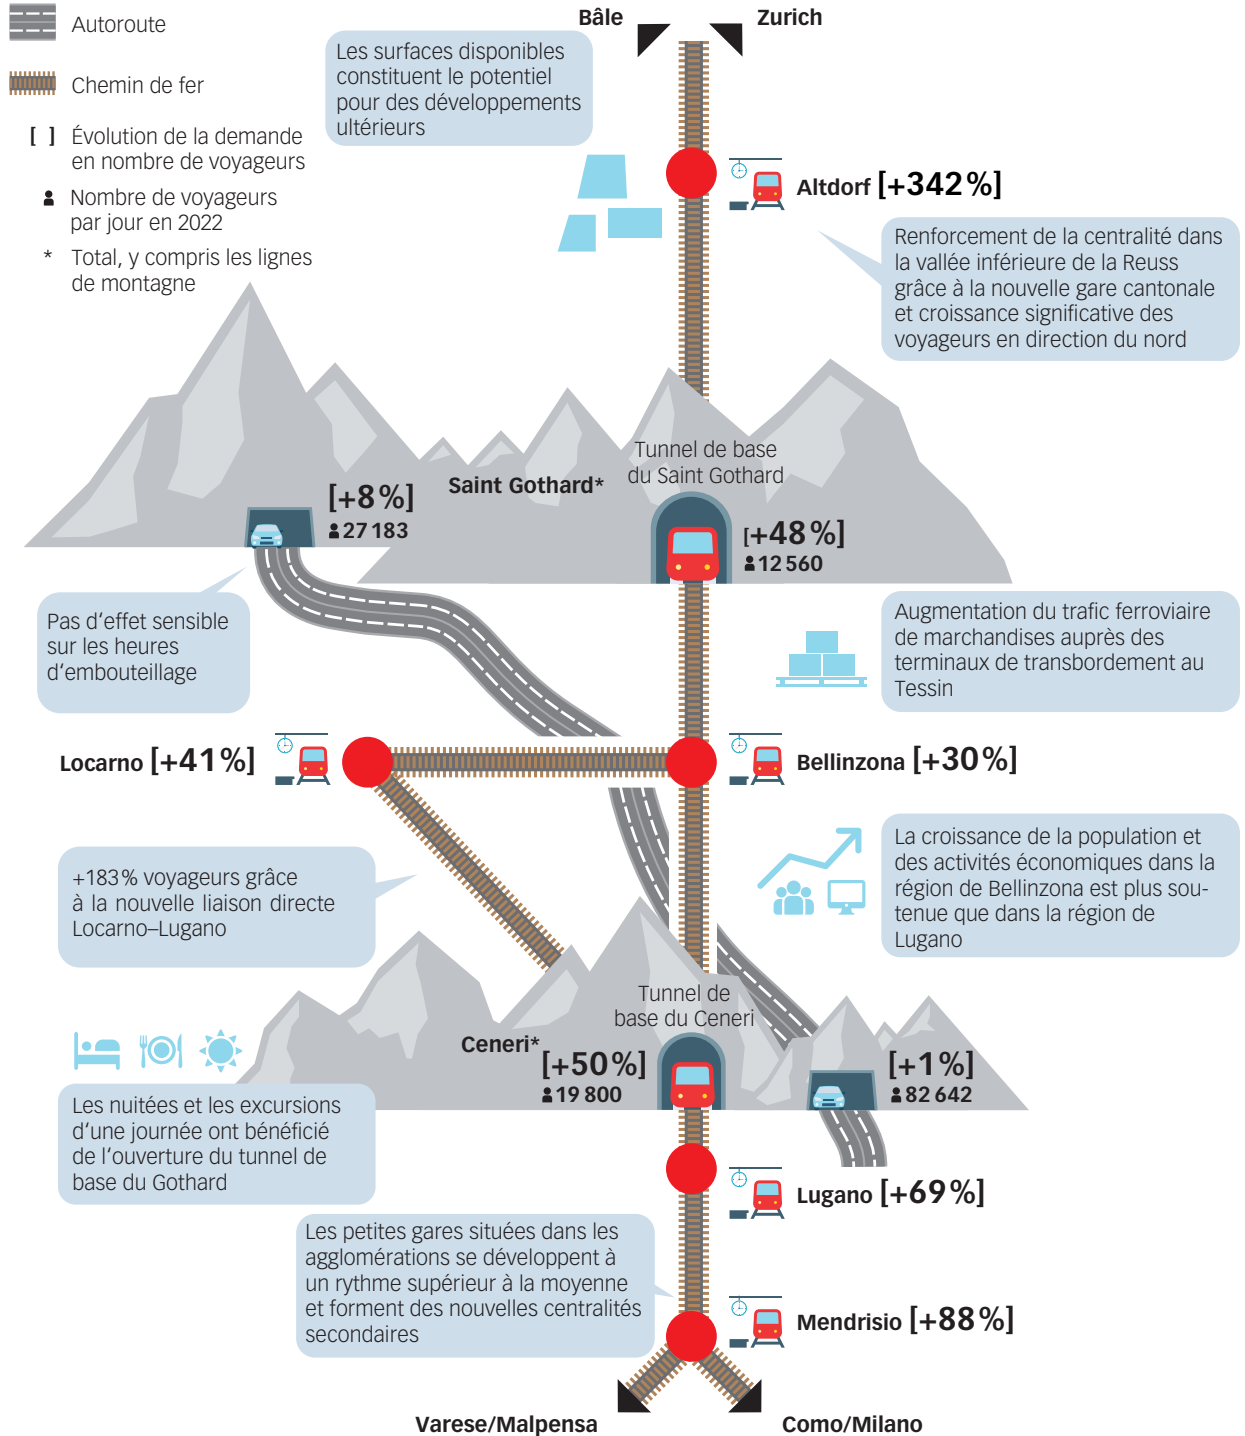 Autoroute
Chemin de fer
[ ] Évolution de la demande
en nombre de voyageurs
Nombre de voyageurs
par jour en 2022
* Total, y compris les lignes
de montagne
Bâle
Zurich
Les surfaces disponibles
constituent le potentiel
pour des développements
ultérieurs
Altdorf [+342 %]
Renforcement de la centralité dans
la vallée inférieure de la Reuss
grâce à la nouvelle gare cantonale
et croissance significative des
voyageurs en direction du nord
Tunnel de base
du Saint Gothard
Saint Gothard*
[+8 %]
27 183
[+48 %]
12 560
Pas d'effet sensible
sur les heures
d'embouteillage
Augmentation du trafic ferroviaire
de marchandises auprès des
terminaux de transbordement au
Tessin
Locarno [+41 %]
Bellinzona [+30 %]
La croissance de la population et
des activités économiques dans la
région de Bellinzona est plus sou-
tenue que dans la région de
Lugano
+183 % voyageurs grâce
à la nouvelle liaison directe
Locarno–Lugano
Tunnel de
base du Ceneri
Ceneri*
[+50 %]
19 800
[+1 %]
82 642
Les nuitées et les excursions
d'une journée ont bénéficié
de l'ouverture du tunnel de
base du Gothard
Lugano [+69 %]
Les petites gares situées dans les
agglomérations se développent à
un rythme supérieur à la moyenne
et forment des nouvelles centralités
secondaires
Mendrisio [+88 %]
Varese/Malpensa
Como/Milano